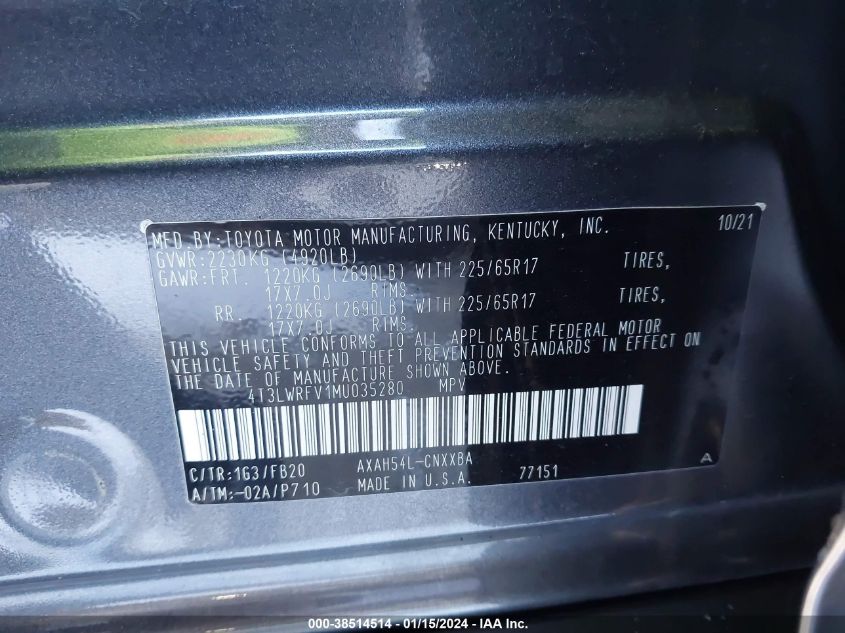 MFD BY:TOYOTA MOTOR MANUFACTURING, KENTUCKY, INC. 10/21
GVWR:2230KG (4920LB)
GAWR:FRT. 1220KG (2690LB) WITH 225/65R17 TIRES,
17X7.0J RIMS.
RR. 1220KG (2690LB) WITH 225/65R17 TIRES,
17X7.0J RIMS.
THIS VEHICLE CONFORMS TO ALL APPLICABLE FEDERAL MOTOR
VEHICLE SAFETY AND THEFT PREVENTION STANDARDS IN EFFECT ON
THE DATE OF MANUFACTURE SHOWN ABOVE.
4T3LWRFV1MU035280 MPV
C/TR:1G3/FB20 AXAH54L-CNXXBA A
A/TM:-02A/P710 MADE IN U.S.A. 77151
000-38514514 - 01/15/2024 - IAA Inc.